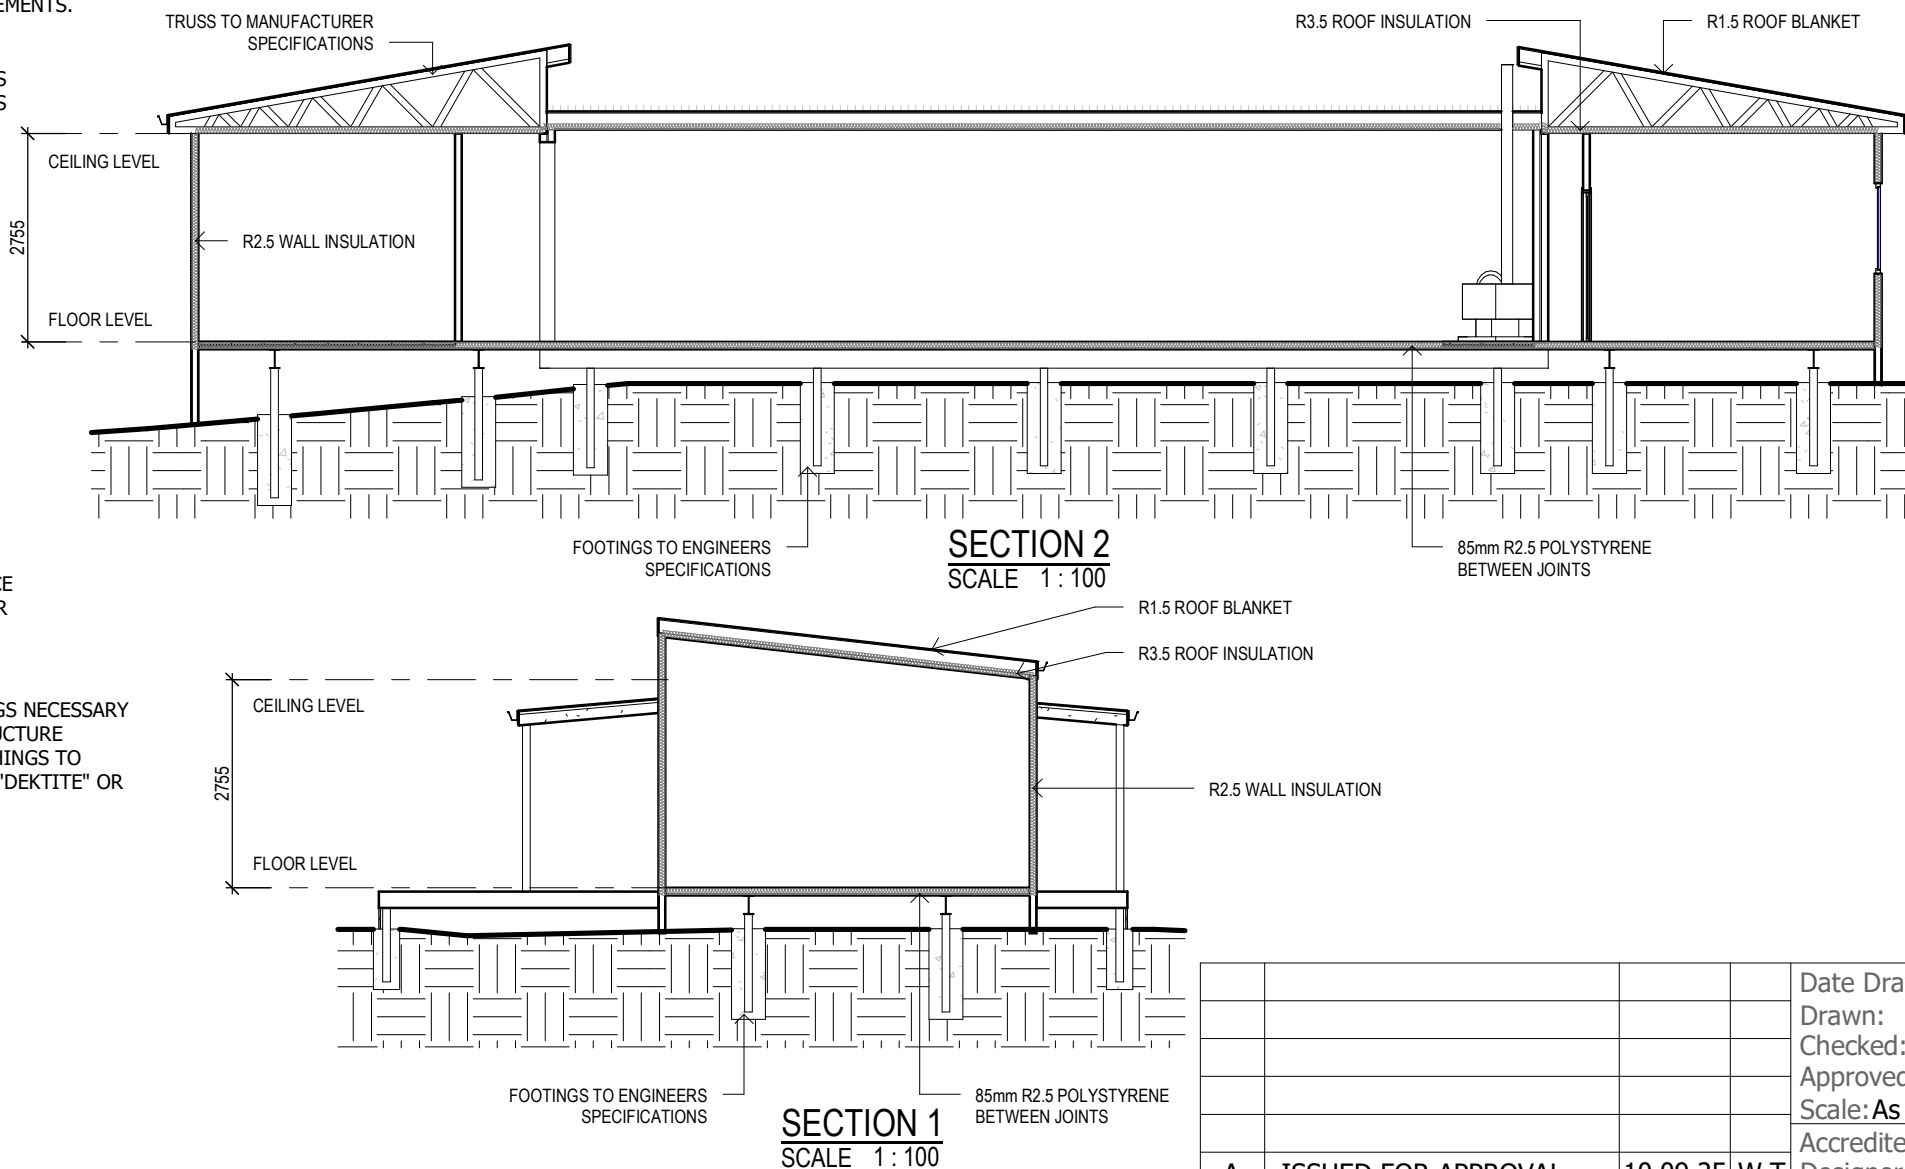 EMENTS.
TRUSS TO MANUFACTURER
SPECIFICATIONS
R3.5 ROOF INSULATION
R1.5 ROOF BLANKET
S
S
CEILING LEVEL
2755
R2.5 WALL INSULATION
FLOOR LEVEL
FOOTINGS TO ENGINEERS
SPECIFICATIONS
SECTION 2
SCALE 1 : 100
85mm R2.5 POLYSTYRENE
BETWEEN JOINTS
CE
R
R1.5 ROOF BLANKET
R3.5 ROOF INSULATION
GS NECESSARY
UCTURE
HINGS TO
"DEKTITE" OR
CEILING LEVEL
2755
R2.5 WALL INSULATION
FLOOR LEVEL
FOOTINGS TO ENGINEERS
SPECIFICATIONS
SECTION 1
SCALE 1 : 100
85mm R2.5 POLYSTYRENE
BETWEEN JOINTS
Date Dra
Drawn:
Checked:
Approved
Scale: As
Accredite
A ISSUED FOR APPROVAL 10.09.25 W.T Designer